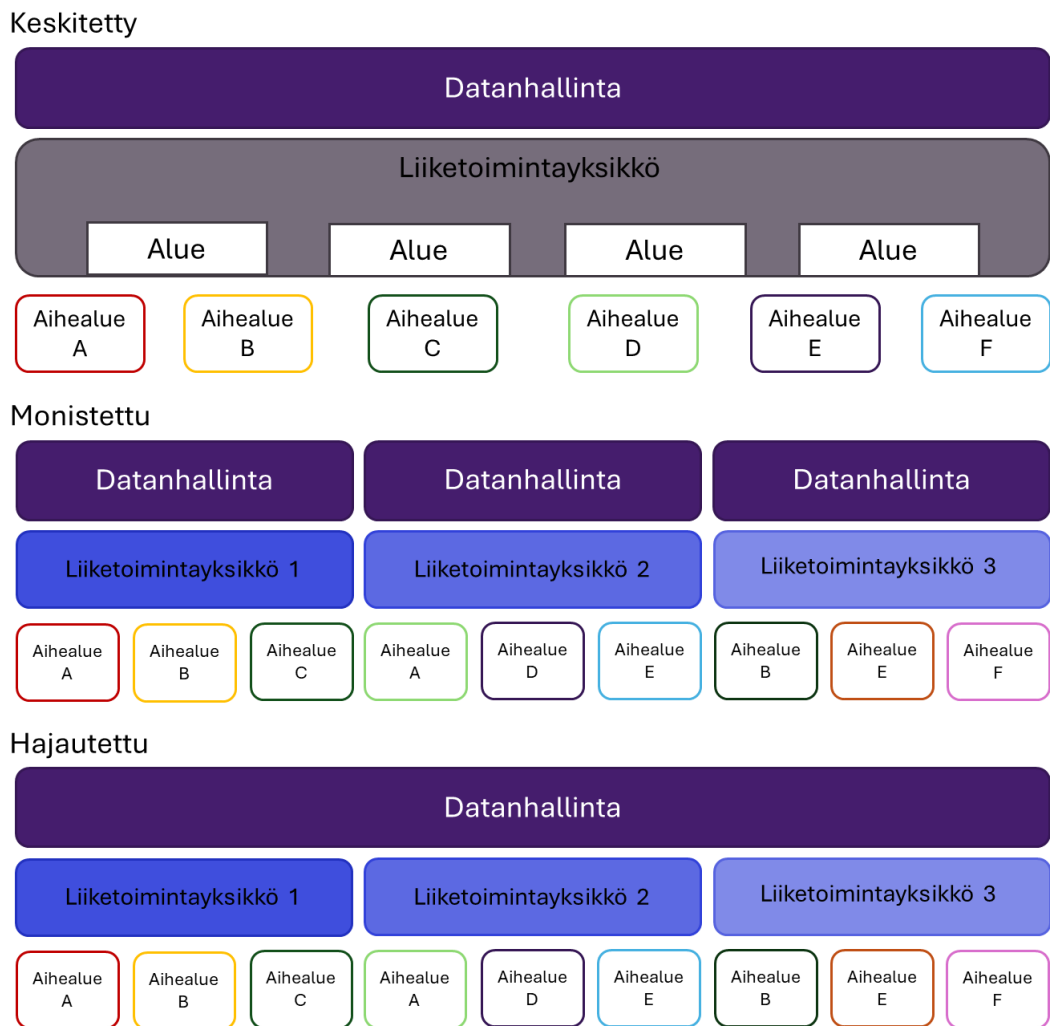 Keskitetty
Datanhallinta
Liiketoimintayksikkö
Alue
Alue
Alue
Alue
Aihealue
A
Aihealue
B
Aihealue
C
Aihealue
D
Aihealue
E
Aihealue
F
Monistettu
Datanhallinta
Datanhallinta
Datanhallinta
Liiketoimintayksikkö 1
Liiketoimintayksikkö 2
Liiketoimintayksikkö 3
Aihealue
A
Aihealue
B
Aihealue
C
Aihealue
A
Aihealue
D
Aihealue
E
Aihealue
B
Aihealue
E
Aihealue
F
Hajautettu
Datanhallinta
Liiketoimintayksikkö 1
Liiketoimintayksikkö 2
Liiketoimintayksikkö 3
Aihealue
A
Aihealue
B
Aihealue
C
Aihealue
A
Aihealue
D
Aihealue
E
Aihealue
B
Aihealue
E
Aihealue
F